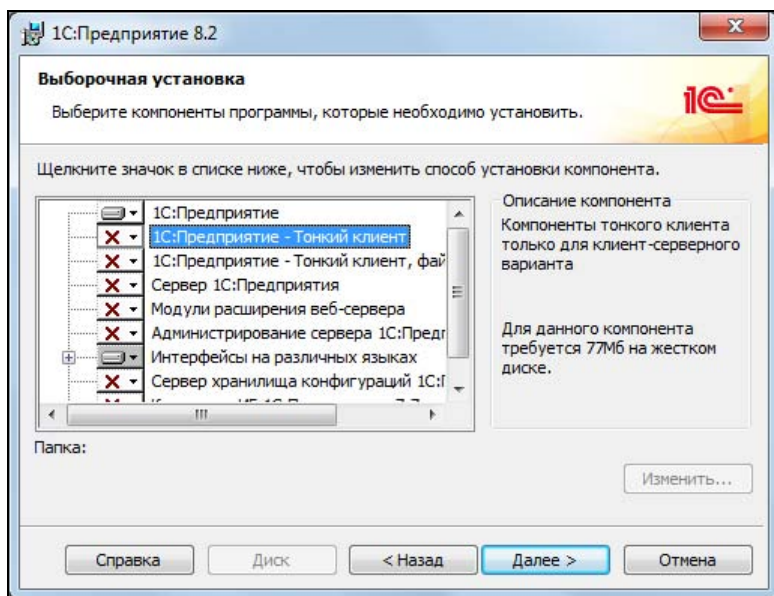 1С:Предприятие 8.2
Выборочная установка
Выберите компоненты программы, которые необходимо установить.
1С
Щелкните значок в списке ниже, чтобы изменить способ установки компонента.
1С:Предприятие
1С:Предприятие - Тонкий клиент
1С:Предприятие - Тонкий клиент, фай
Сервер 1С:Предприятия
Модули расширения веб-сервера
Администрирование сервера 1С:Предг
Интерфейсы на различных языках
Сервер хранилища конфигураций 1С:Г
Описание компонента
Компоненты тонкого клиента
только для клиент-серверного
варианта
Для данного компонента
требуется 77Мб на жестком
диске.
Папка:
Изменить...
Справка
Диск
< Назад
Далее >
Отмена